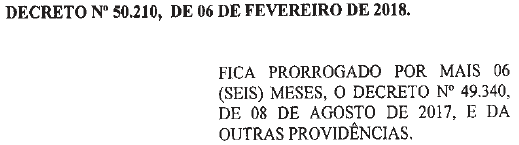 DECRETO Nº 50.210, DE 06 DE FEVEREIRO DE 2018.
FICA PRORROGADO POR MAIS 06
(SEIS) MESES, O DECRETO Nº 49.340,
DE 08 DE AGOSTO DE 2017, E DA
OUTRAS PROVIDÊNCIAS.